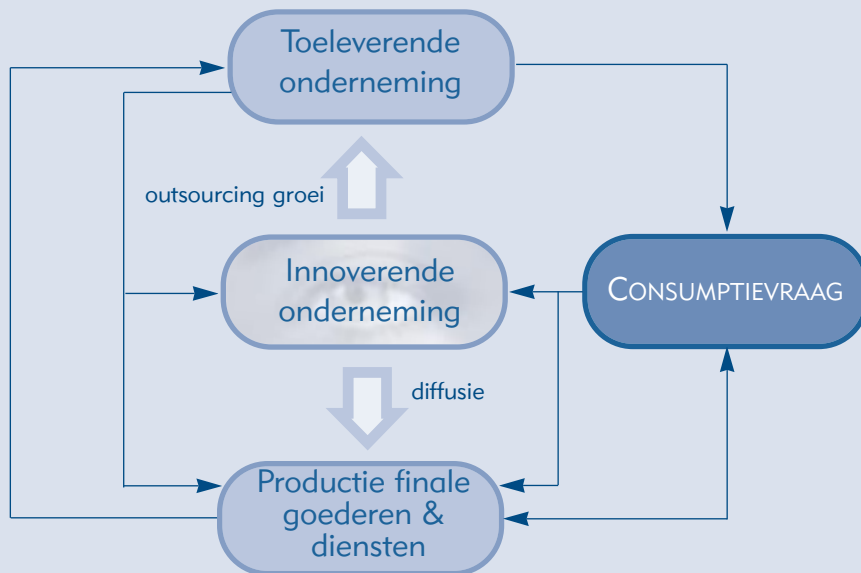 Toeleverende
onderneming
outsourcing groei
Innoverende
onderneming
CONSUMPTIEVRAAG
diffusie
Productie finale
goederen &
diensten